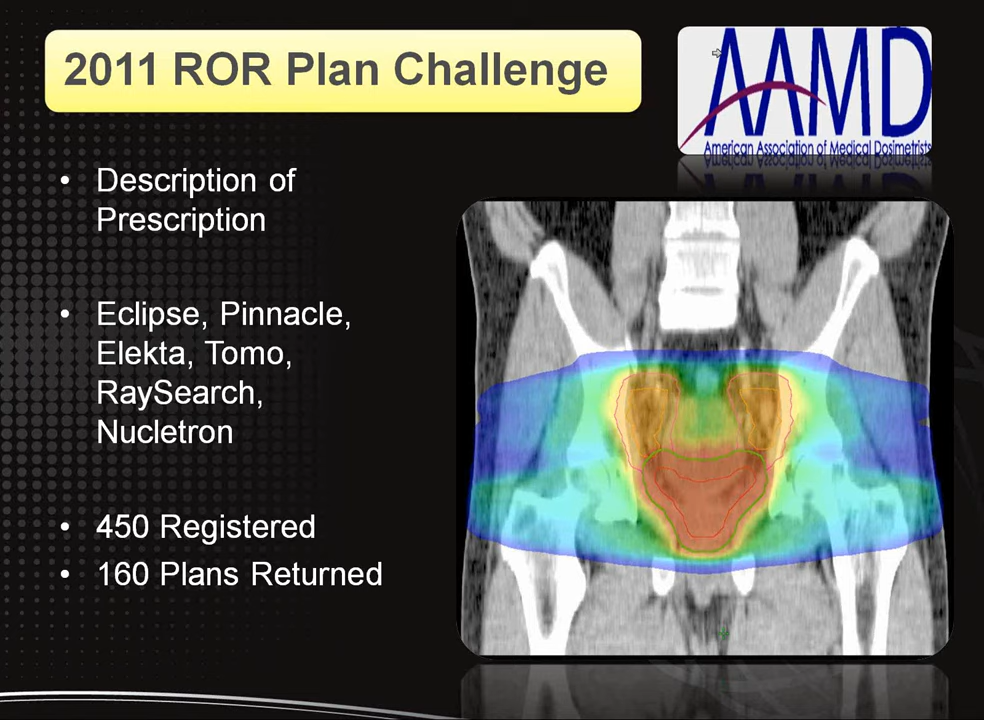 2011 ROR Plan Challenge
AAMD
American Association of Medical Dosimetrists
• Description of
Prescription
• Eclipse, Pinnacle,
Elekta, Tomo,
RaySearch,
Nucletron
• 450 Registered
• 160 Plans Returned